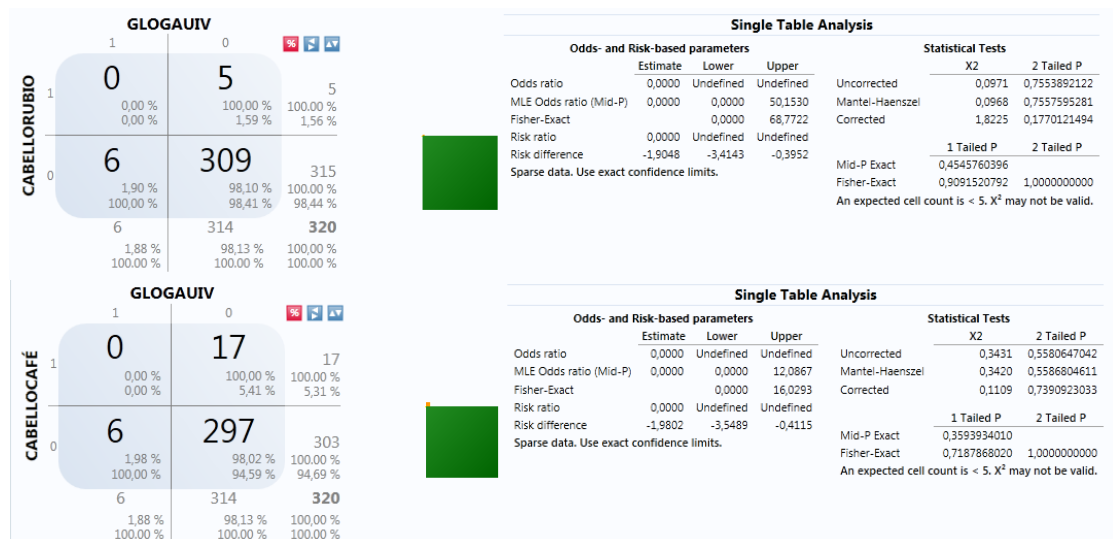 GLOGAUIV
1 0 %
CABELLORUBIO
1 0 5 5
0,00 % 100,00 % 100.00 %
0,00 % 1,59 % 1,56 %
0 6 309 315
1,90 % 98,10 % 100.00 %
100,00 % 98,41 % 98,44 %
6 314 320
1,88 % 98,13 % 100,00 %
100.00 % 100.00 % 100.00 %
Single Table Analysis
Odds- and Risk-based parameters
Estimate Lower Upper
Odds ratio 0,0000 Undefined Undefined
MLE Odds ratio (Mid-P) 0,0000 0,0000 50,1530
Fisher-Exact 0,0000 68,7722
Risk ratio 0,0000 Undefined Undefined
Risk difference -1,9048 -3,4143 -0,3952
Sparse data. Use exact confidence limits.
Statistical Tests
X2 2 Tailed P
Uncorrected 0,0971 0,7553892122
Mantel-Haenszel 0,0968 0,7557595281
Corrected 1,8225 0,1770121494
1 Tailed P 2 Tailed P
Mid-P Exact 0,4545760396
Fisher-Exact 0,9091520792 1,0000000000
An expected cell count is < 5. X² may not be valid.
GLOGAUIV
1 0 %
CABELLOCAFÉ
1 0 17 17
0,00 % 100,00 % 100.00 %
0,00 % 5,41 % 5,31 %
0 6 297 303
1,98 % 98,02 % 100.00 %
100,00 % 94,59 % 94,69 %
6 314 320
1,88 % 98,13 % 100,00 %
100.00 % 100.00 % 100.00 %
Single Table Analysis
Odds- and Risk-based parameters
Estimate Lower Upper
Odds ratio 0,0000 Undefined Undefined
MLE Odds ratio (Mid-P) 0,0000 0,0000 12,0867
Fisher-Exact 0,0000 16,0293
Risk ratio 0,0000 Undefined Undefined
Risk difference -1,9802 -3,5489 -0,4115
Sparse data. Use exact confidence limits.
Statistical Tests
X2 2 Tailed P
Uncorrected 0,3431 0,5580647042
Mantel-Haenszel 0,3420 0,5586804611
Corrected 0,1109 0,7390923033
1 Tailed P 2 Tailed P
Mid-P Exact 0,3593934010
Fisher-Exact 0,7187868020 1,0000000000
An expected cell count is < 5. X² may not be valid.